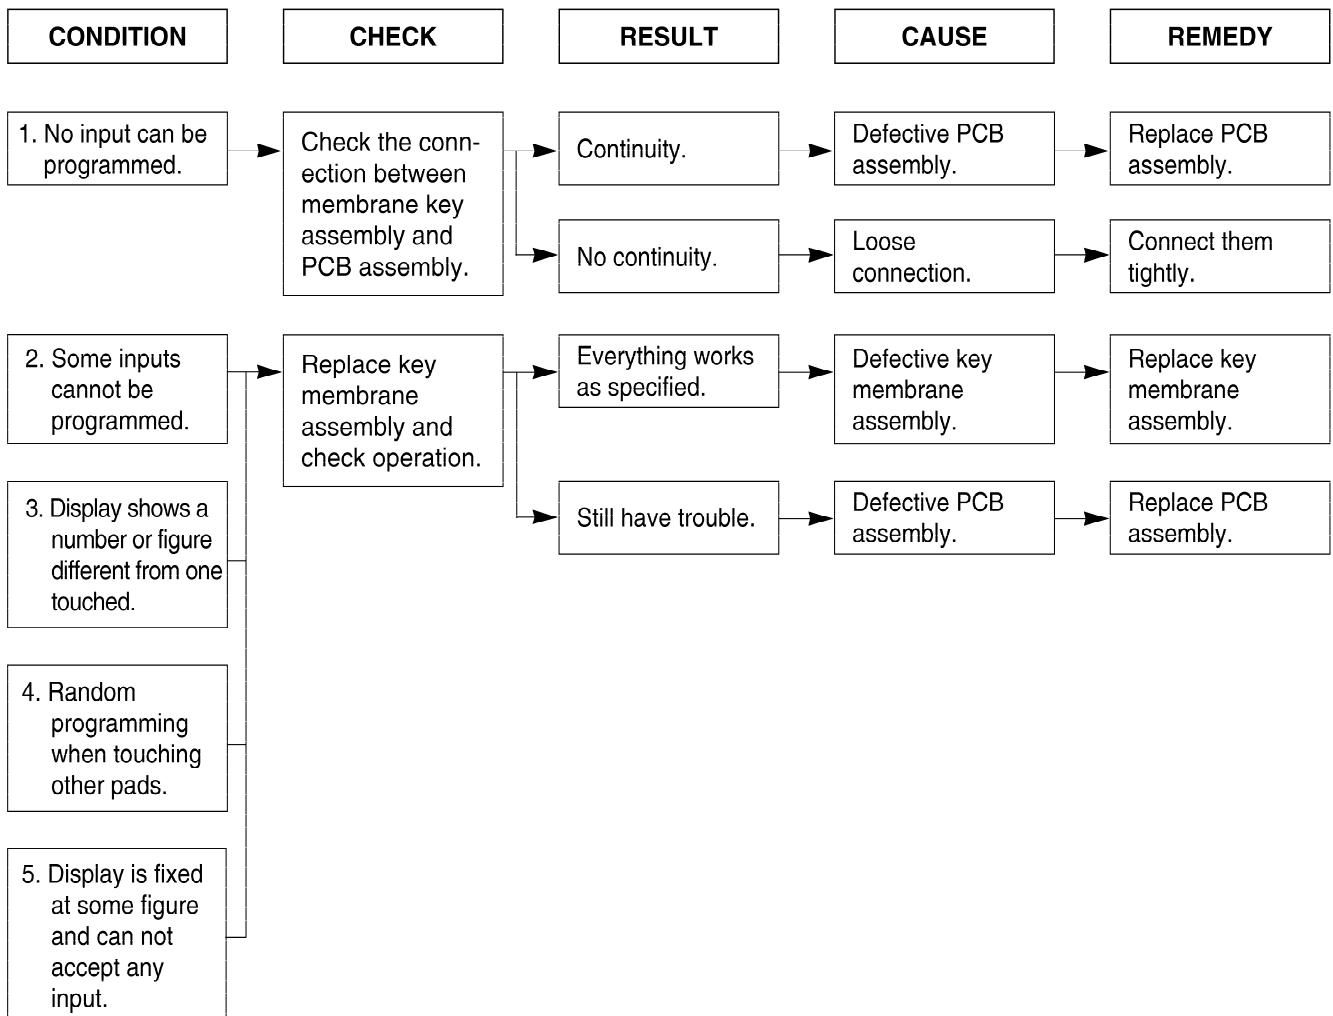 CONDITION
CHECK
RESULT
CAUSE
REMEDY
1. No input can be
programmed.
Check the conn-
ection between
membrane key
assembly and
PCB assembly.
Continuity.
Defective PCB
assembly.
Replace PCB
assembly.
No continuity.
Loose
connection.
Connect them
tightly.
2. Some inputs
cannot be
programmed.
Replace key
membrane
assembly and
check operation.
Everything works
as specified.
Defective key
membrane
assembly.
Replace key
membrane
assembly.
Still have trouble.
Defective PCB
assembly.
Replace PCB
assembly.
3. Display shows a
number or figure
different from one
touched.
4. Random
programming
when touching
other pads.
5. Display is fixed
at some figure
and can not
accept any
input.